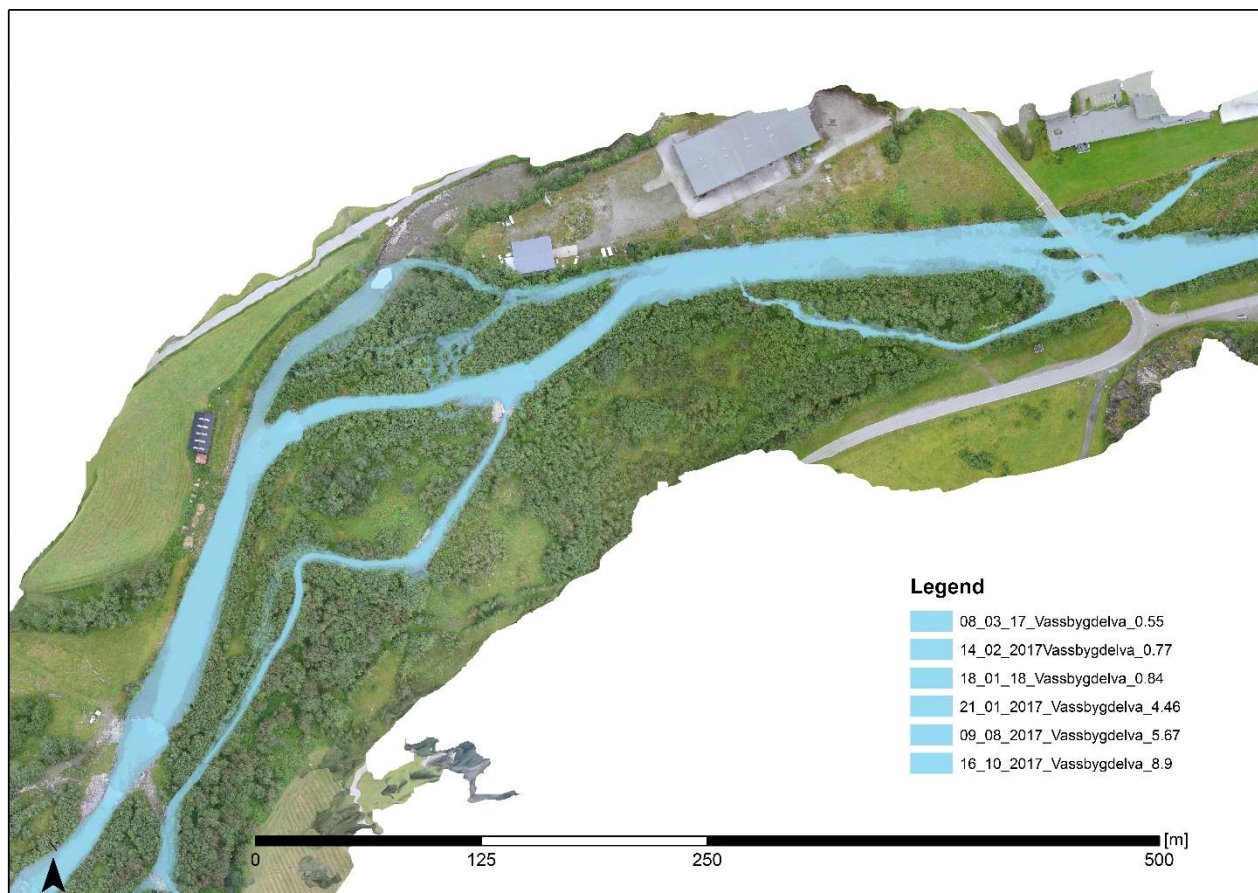 Legend
08_03_17_Vassbygdelva_0.55
14_02_2017Vassbygdelva_0.77
18_01_18_Vassbygdelva_0.84
21_01_2017_Vassbygdelva_4.46
09_08_2017_Vassbygdelva_5.67
16_10_2017_Vassbygdelva_8.9
[m]
0 125 250 500